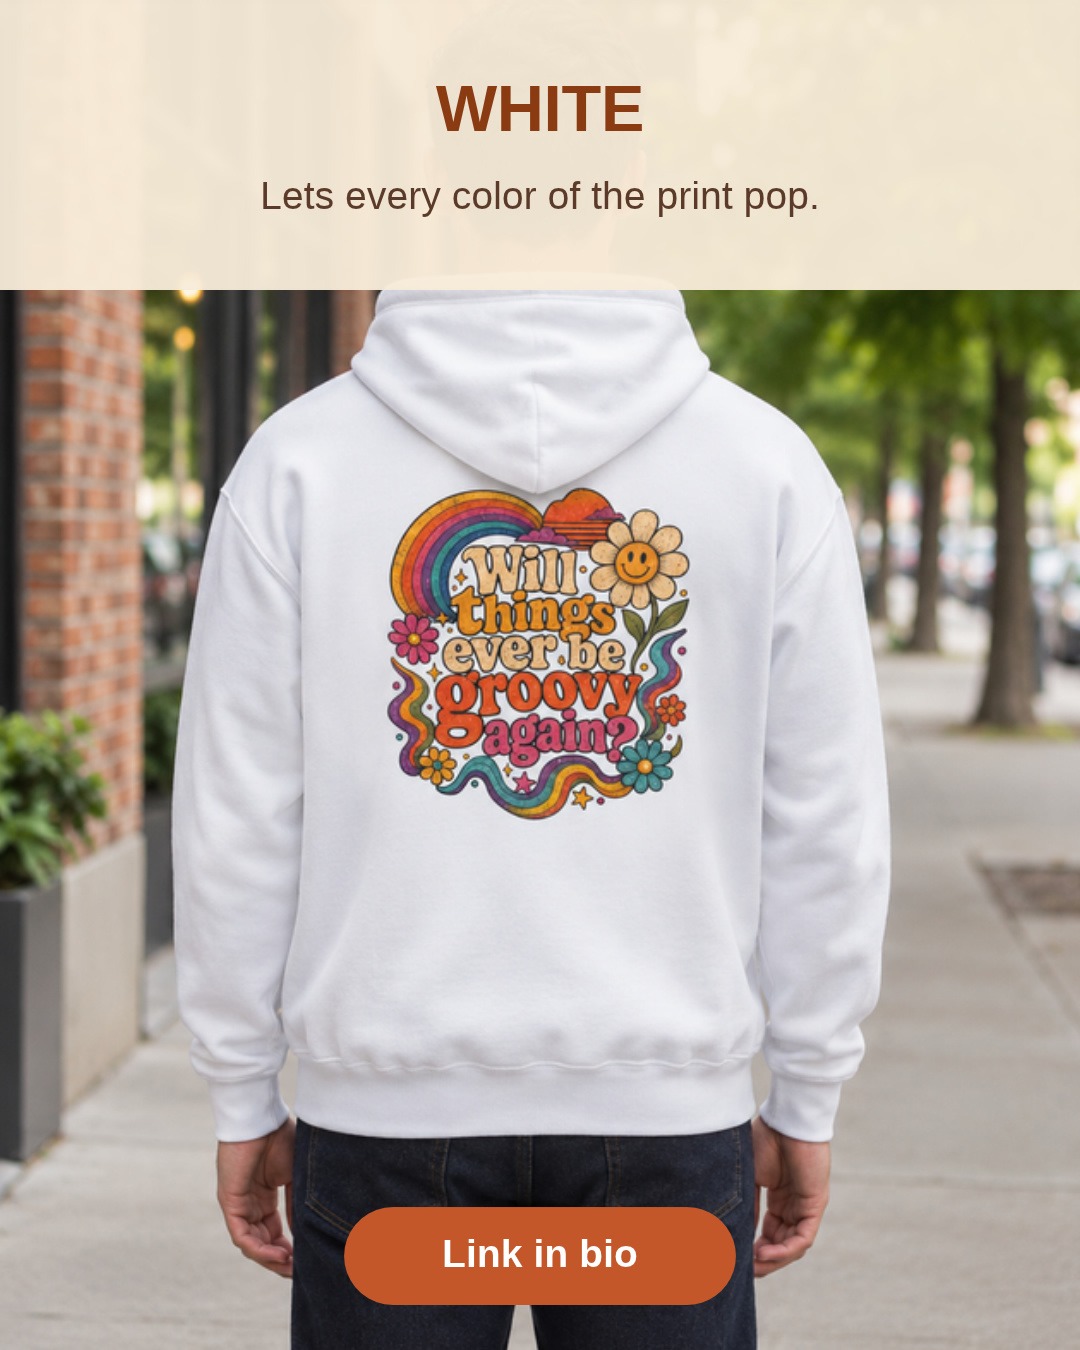 WHITE
Lets every color of the print pop.
Will
things
ever be
groovy
again?
Link in bio